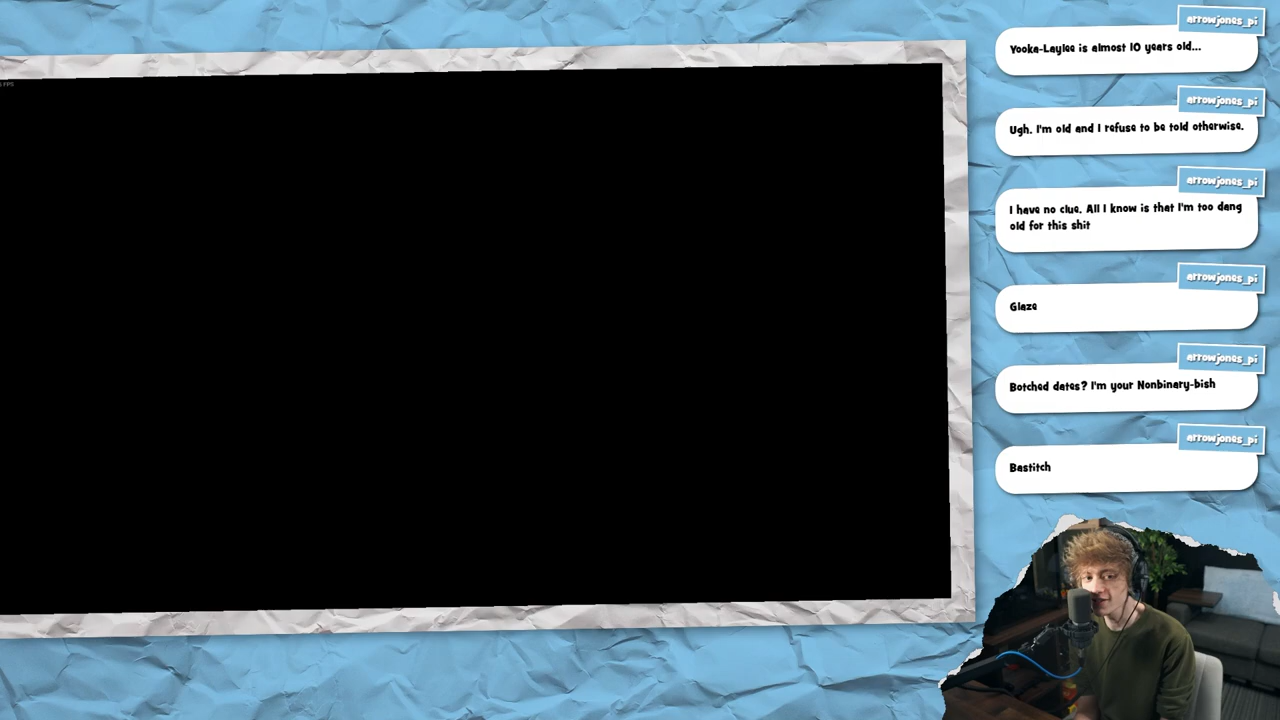 FPS
arrowjones_pi
Yooka-Laylee is almost 10 years old...
arrowjones_pi
Ugh. I'm old and I refuse to be told otherwise.
arrowjones_pi
I have no clue. All I know is that I'm too dang
old for this shit
arrowjones_pi
Glaze
arrowjones_pi
Botched dates? I'm your Nonbinary-bish
arrowjones_pi
Bastitch